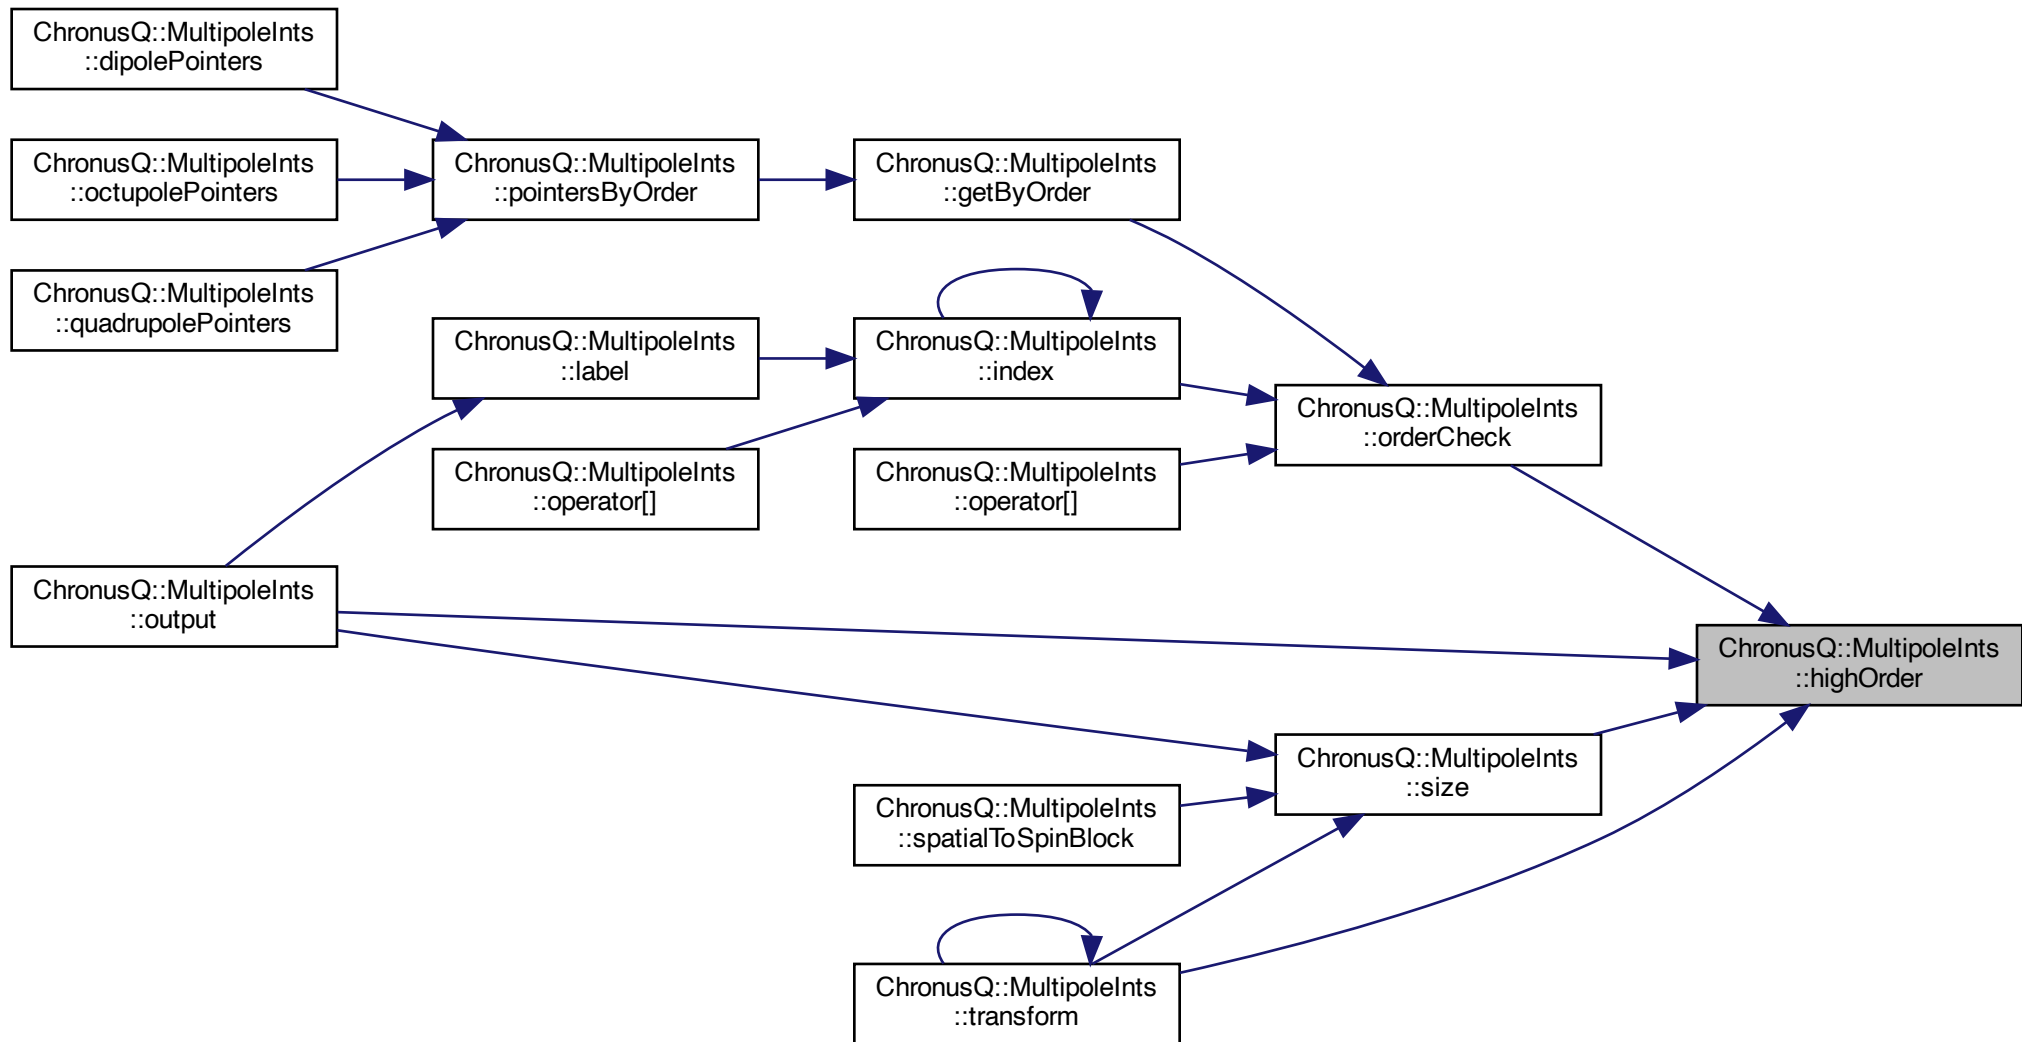 ChronusQ::MultipoleInts
::dipolePointers
ChronusQ::MultipoleInts
::octupolePointers
ChronusQ::MultipoleInts
::pointersByOrder
ChronusQ::MultipoleInts
::getByOrder
ChronusQ::MultipoleInts
::quadrupolePointers
ChronusQ::MultipoleInts
::label
ChronusQ::MultipoleInts
::index
ChronusQ::MultipoleInts
::orderCheck
ChronusQ::MultipoleInts
::operator[]
ChronusQ::MultipoleInts
::operator[]
ChronusQ::MultipoleInts
::output
ChronusQ::MultipoleInts
::highOrder
ChronusQ::MultipoleInts
::size
ChronusQ::MultipoleInts
::spatialToSpinBlock
ChronusQ::MultipoleInts
::transform